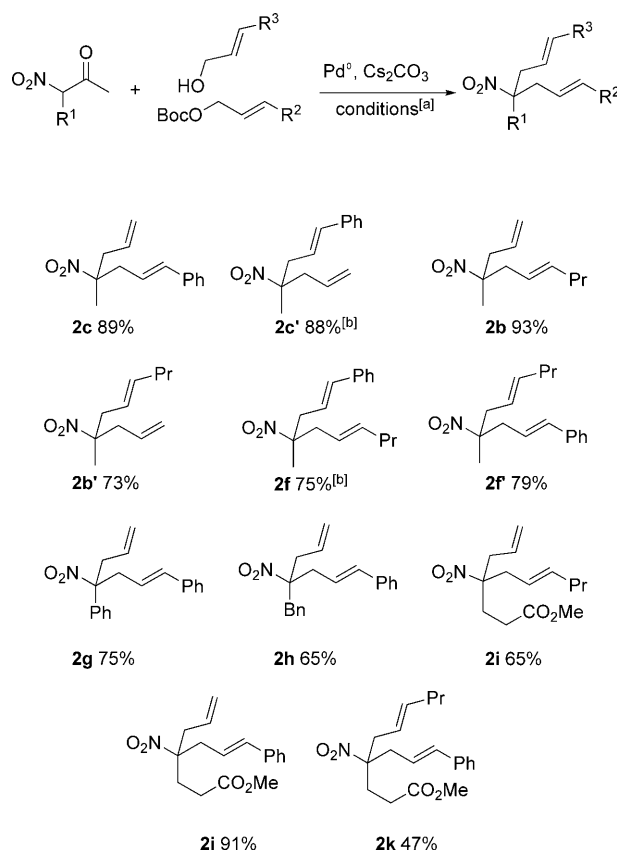 O₂N O R¹ + R³ HO BocO R² Pd⁰, Cs₂CO₃ conditions[a] O₂N R³ R² R¹
O₂N Ph
2c 89%
Ph O₂N
2c' 88%[b]
O₂N Pr
2b 93%
Pr O₂N
2b' 73%
Ph O₂N Pr
2f 75%[b]
Pr O₂N Ph
2f' 79%
O₂N Ph Ph
2g 75%
O₂N Ph Bn
2h 65%
O₂N Pr CO₂Me
2i 65%
O₂N Ph CO₂Me
2j 91%
Pr O₂N Ph CO₂Me
2k 47%